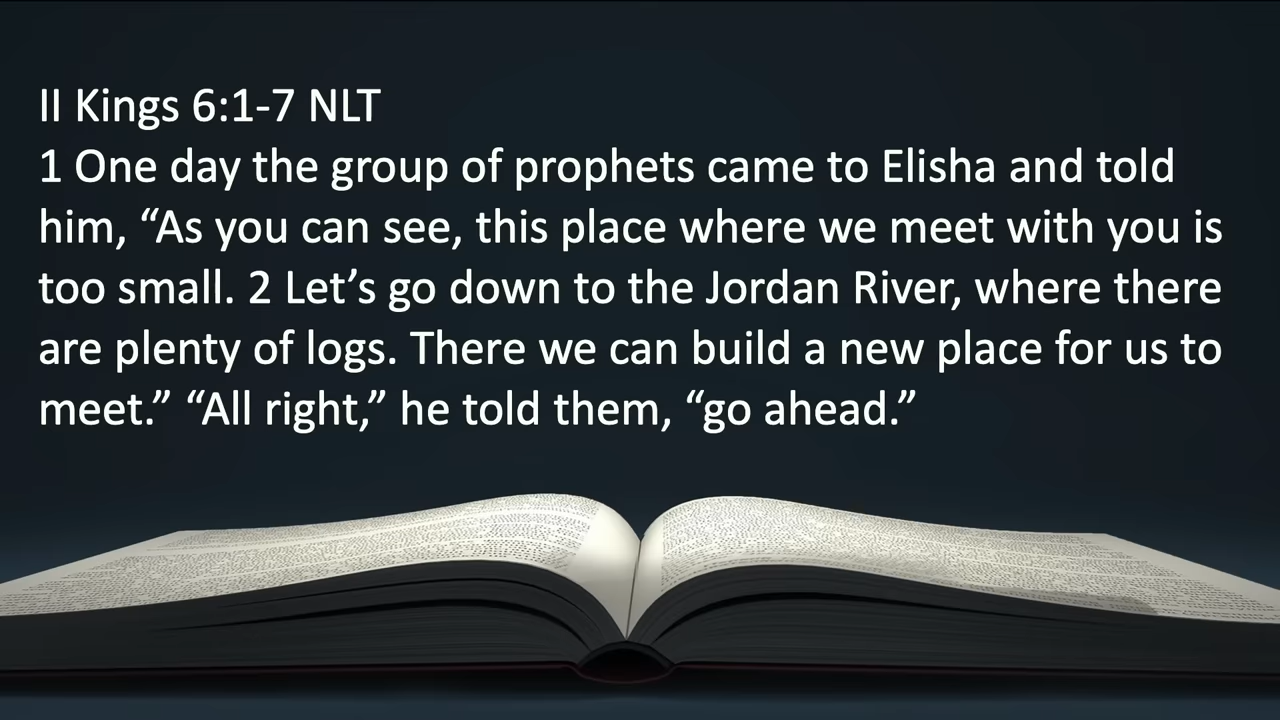 II Kings 6:1-7 NLT
1 One day the group of prophets came to Elisha and told
him, “As you can see, this place where we meet with you is
too small. 2 Let’s go down to the Jordan River, where there
are plenty of logs. There we can build a new place for us to
meet.” “All right,” he told them, “go ahead.”